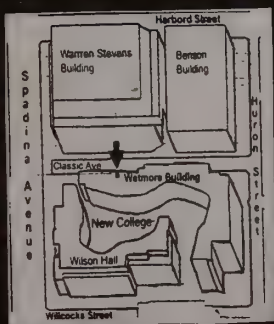 Harbord Street
Warren Stevens
Building
Benson
Building
Spadina Avenue
Huron Street
Classic Ave
Wetmore Building
New College
Wilson Hall
Willcocks Street